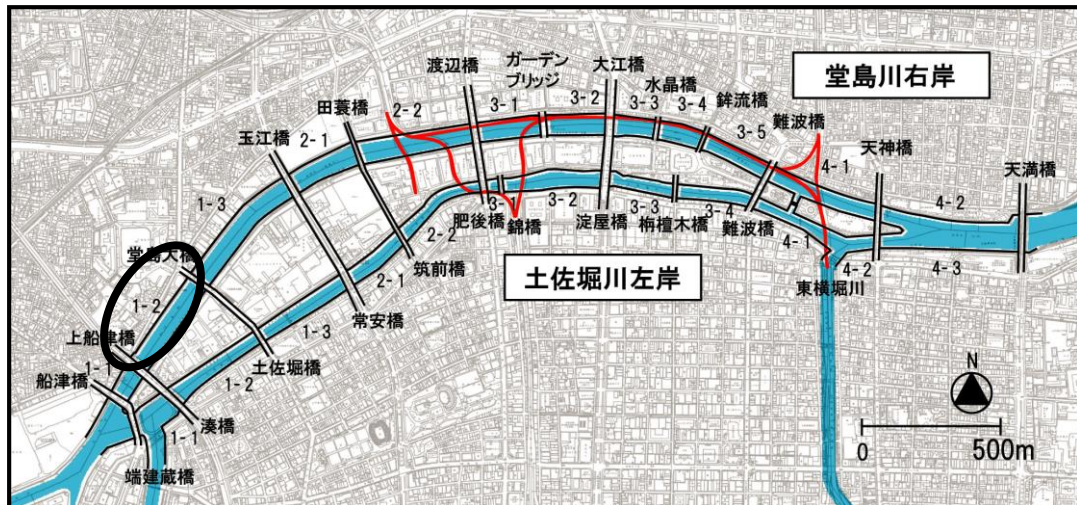 堂島川右岸
ガーデン
ブリッジ
大江橋
渡辺橋
水晶橋
鉾流橋
難波橋
田蓑橋
2-2
3-1
3-2
3-3
3-4
3-5
玉江橋
2-1
4-1
天神橋
天満橋
1-3
4-2
3-1
3-2
3-3
3-4
肥後橋
錦橋
淀屋橋
栴檀木橋
難波橋
2-2
4-1
堂島大橋
筑前橋
土佐堀川左岸
4-2
4-3
2-1
東横堀川
1-2
常安橋
1-3
上船津橋
N
土佐堀橋
1-1
1-2
船津橋
湊橋
1-1
0
500m
端建蔵橋